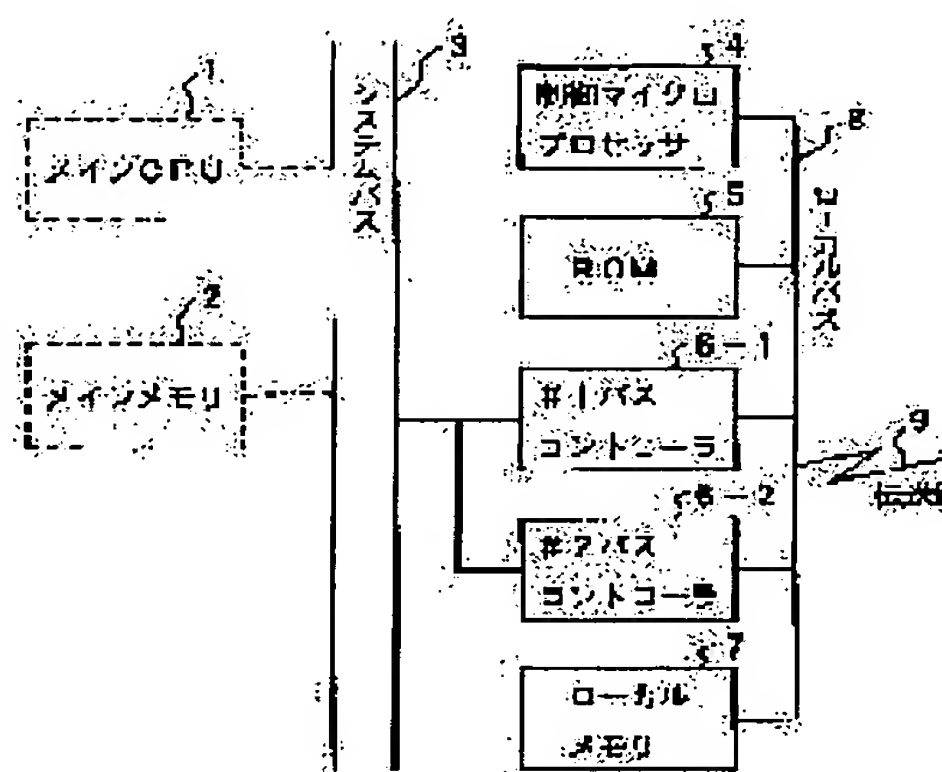 1
メインCPU
2
メインメモリ
3
システムバス
4
制御マイクロ
プロセッサ
5
ROM
6-1
#1バス
コントローラ
6-2
#2バス
コントローラ
7
ローカル
メモリ
8
ローカルバス
9